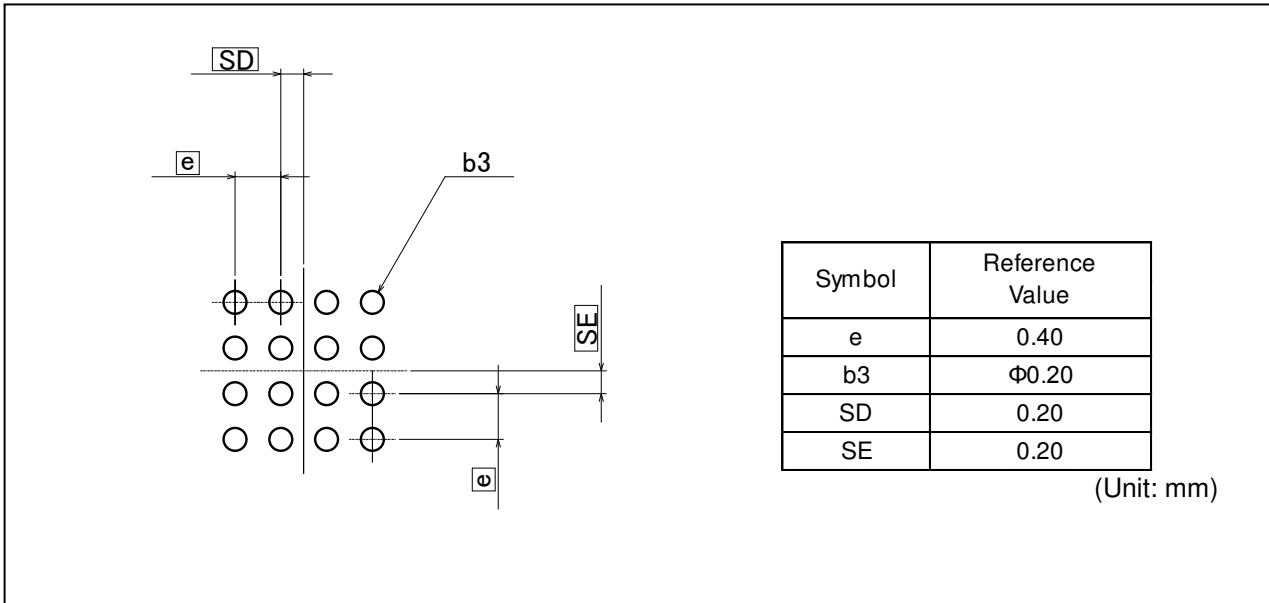 SD
e
b3
SE
e
Symbol Reference Value
e 0.40
b3 Φ0.20
SD 0.20
SE 0.20
(Unit: mm)